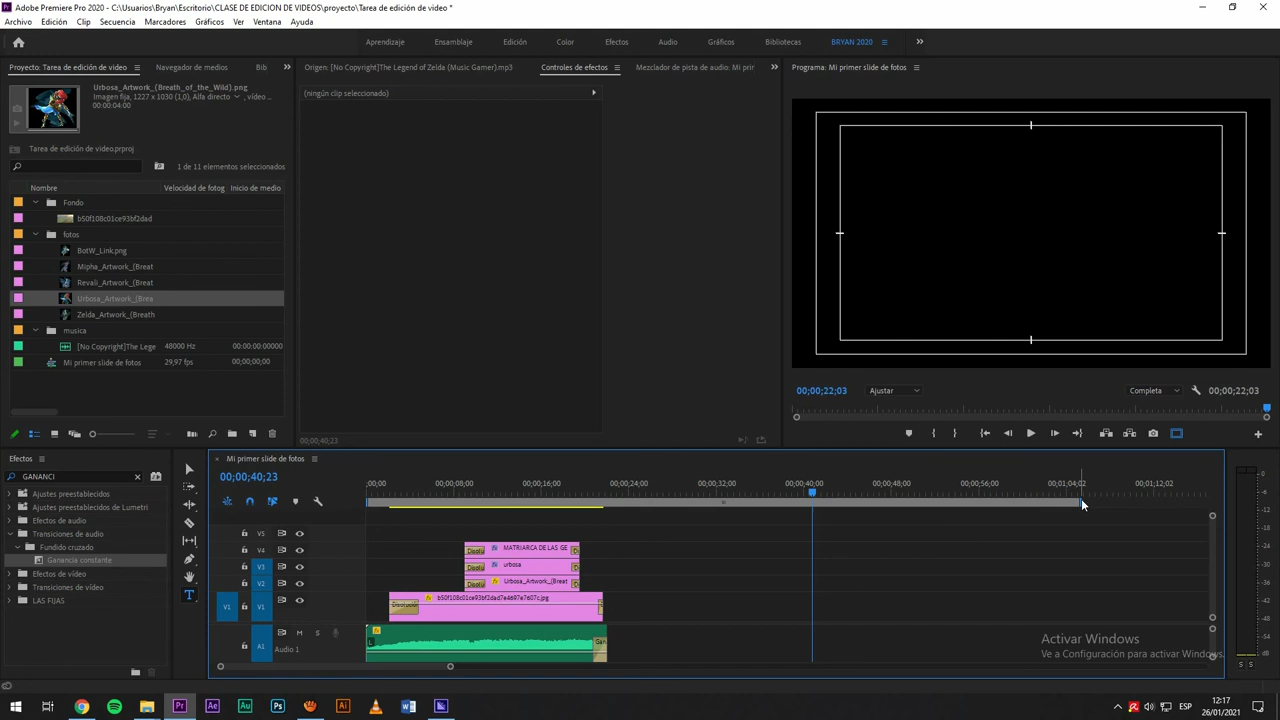 Adobe Premiere Pro 2020 - C:\Usuarios\Bryan\Escritorio\CLASE DE EDICION DE VIDEOS\proyecto\Tarea de edición de video *
Archivo Edición Clip Secuencia Marcadores Gráficos Ver Ventana Ayuda
Aprendizaje Ensamblaje Edición Color Efectos Audio Gráficos Bibliotecas BRYAN 2020
Proyecto: Tarea de edición de video Navegador de medios Bib
Origen: [No Copyright]The Legend of Zelda (Music Gamer).mp3 Controles de efectos Mezclador de pista de audio: Mi prir
Programa: Mi primer slide de fotos
Urbosa_Artwork_(Breath_of_the_Wild).png
Imagen fija, 1227 x 1030 (1,0), Alfa directo , vídeo
00:00:04:00
(ningún clip seleccionado)
Tarea de edición de video.prproj
1 de 11 elementos seleccionados
Nombre Velocidad de fotog Inicio de medio
Fondo
b50f108c01ce93bf2dad
fotos
BotW_Link.png
Mipha_Artwork_(Breat
Revali_Artwork_(Breat
Urbosa_Artwork_(Brea
Zelda_Artwork_(Breath
musica
[No Copyright]The Lege 48000 Hz 00:00:00:00000
Mi primer slide de fotos 29,97 fps 00;00;00;00
00;00;40;23
00;00;22;03 Ajustar Completa 00;00;22;03
Efectos
GANANCI
Ajustes preestablecidos
Ajustes preestablecidos de Lumetri
Efectos de audio
Transiciones de audio
Fundido cruzado
Ganancia constante
Efectos de vídeo
Transiciones de vídeo
LAS FIJAS
Mi primer slide de fotos
00;00;40;23
;00;00 00;00;08;00 00;00;16;00 00;00;24;00 00;00;32;00 00;00;40;00 00;00;48;00 00;00;56;00 00;01;04;02 00;01;12;02
V5
V4 Disolu MATRIARCA DE LAS GE D
V3 Disolu urbosa D
V2 Disolu Urbosa_Artwork_(Breat D
V1 V1 Disolución b50f108c01ce93bf2dad7e4697e7607c.jpg
A1 M S
Audio 1 L Gan
0
S S
Activar Windows
Ve a Configuración para activar Windows.
Pr Ae Au Ps Ai W
ESP
12:17
26/01/2021